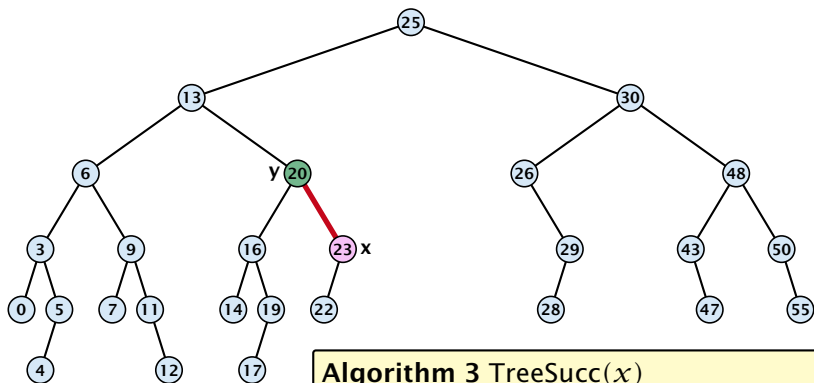 25
13 30
6 y 20 26 48
3 9 16 23 x 29 43 50
0 5 7 11 14 19 22 28 47 55
4 12 17
Algorithm 3 TreeSucc(x)